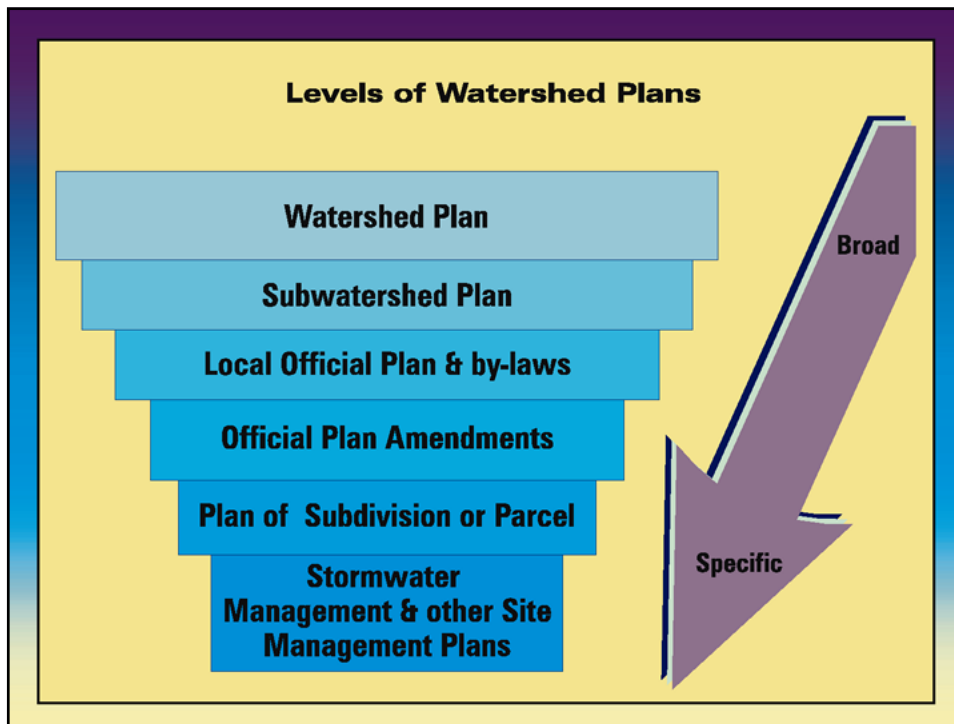 Levels of Watershed Plans
Watershed Plan
Subwatershed Plan
Local Official Plan & by-laws
Official Plan Amendments
Plan of Subdivision or Parcel
Stormwater
Management & other Site
Management Plans
Broad
Specific